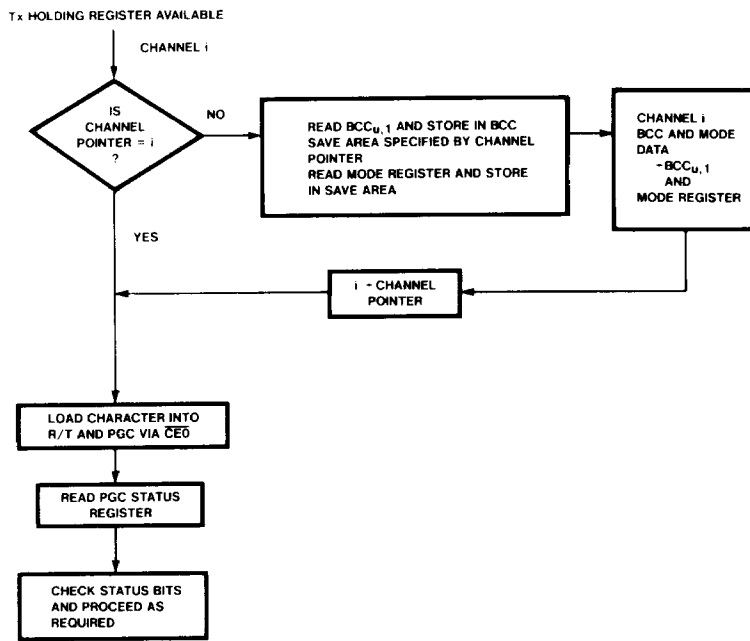 Tx HOLDING REGISTER AVAILABLE
CHANNEL i
IS
CHANNEL
POINTER = i
?
NO
READ BCCu,1 AND STORE IN BCC
SAVE AREA SPECIFIED BY CHANNEL
POINTER
READ MODE REGISTER AND STORE
IN SAVE AREA
CHANNEL i
BCC AND MODE
DATA
-BCCu,1
AND
MODE REGISTER
YES
i - CHANNEL
POINTER
LOAD CHARACTER INTO
R/T AND PGC VIA C̅E̅0̅
READ PGC STATUS
REGISTER
CHECK STATUS BITS
AND PROCEED AS
REQUIRED